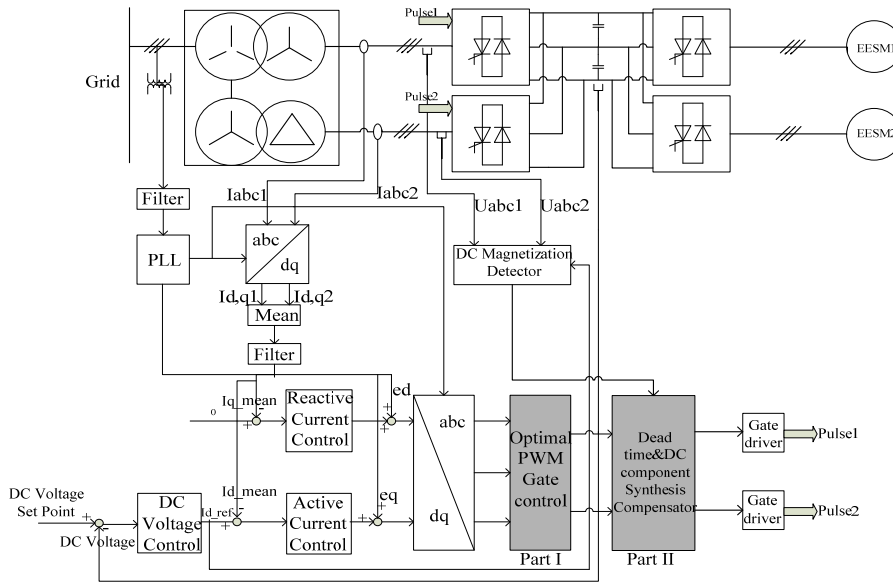 Pulse1
EESM1
Grid
Pulse2
EESM2
Iabc1
Iabc2
Uabc1
Uabc2
Filter
PLL
abc
dq
DC Magnetization
Detector
Id,q1
Id,q2
Mean
Filter
Iq_mean
Reactive
Current
Control
ed
abc
dq
Optimal
PWM
Gate
control
Dead
time&DC
component
Synthesis
Compensator
Gate
driver
Pulse1
0
+
-
+
+
DC Voltage
Set Point
DC Voltage
+
-
DC
Voltage
Control
Id_ref
Id_mean
-
+
Active
Current
Control
eq
+
+
-
Gate
driver
Pulse2
Part I
Part II